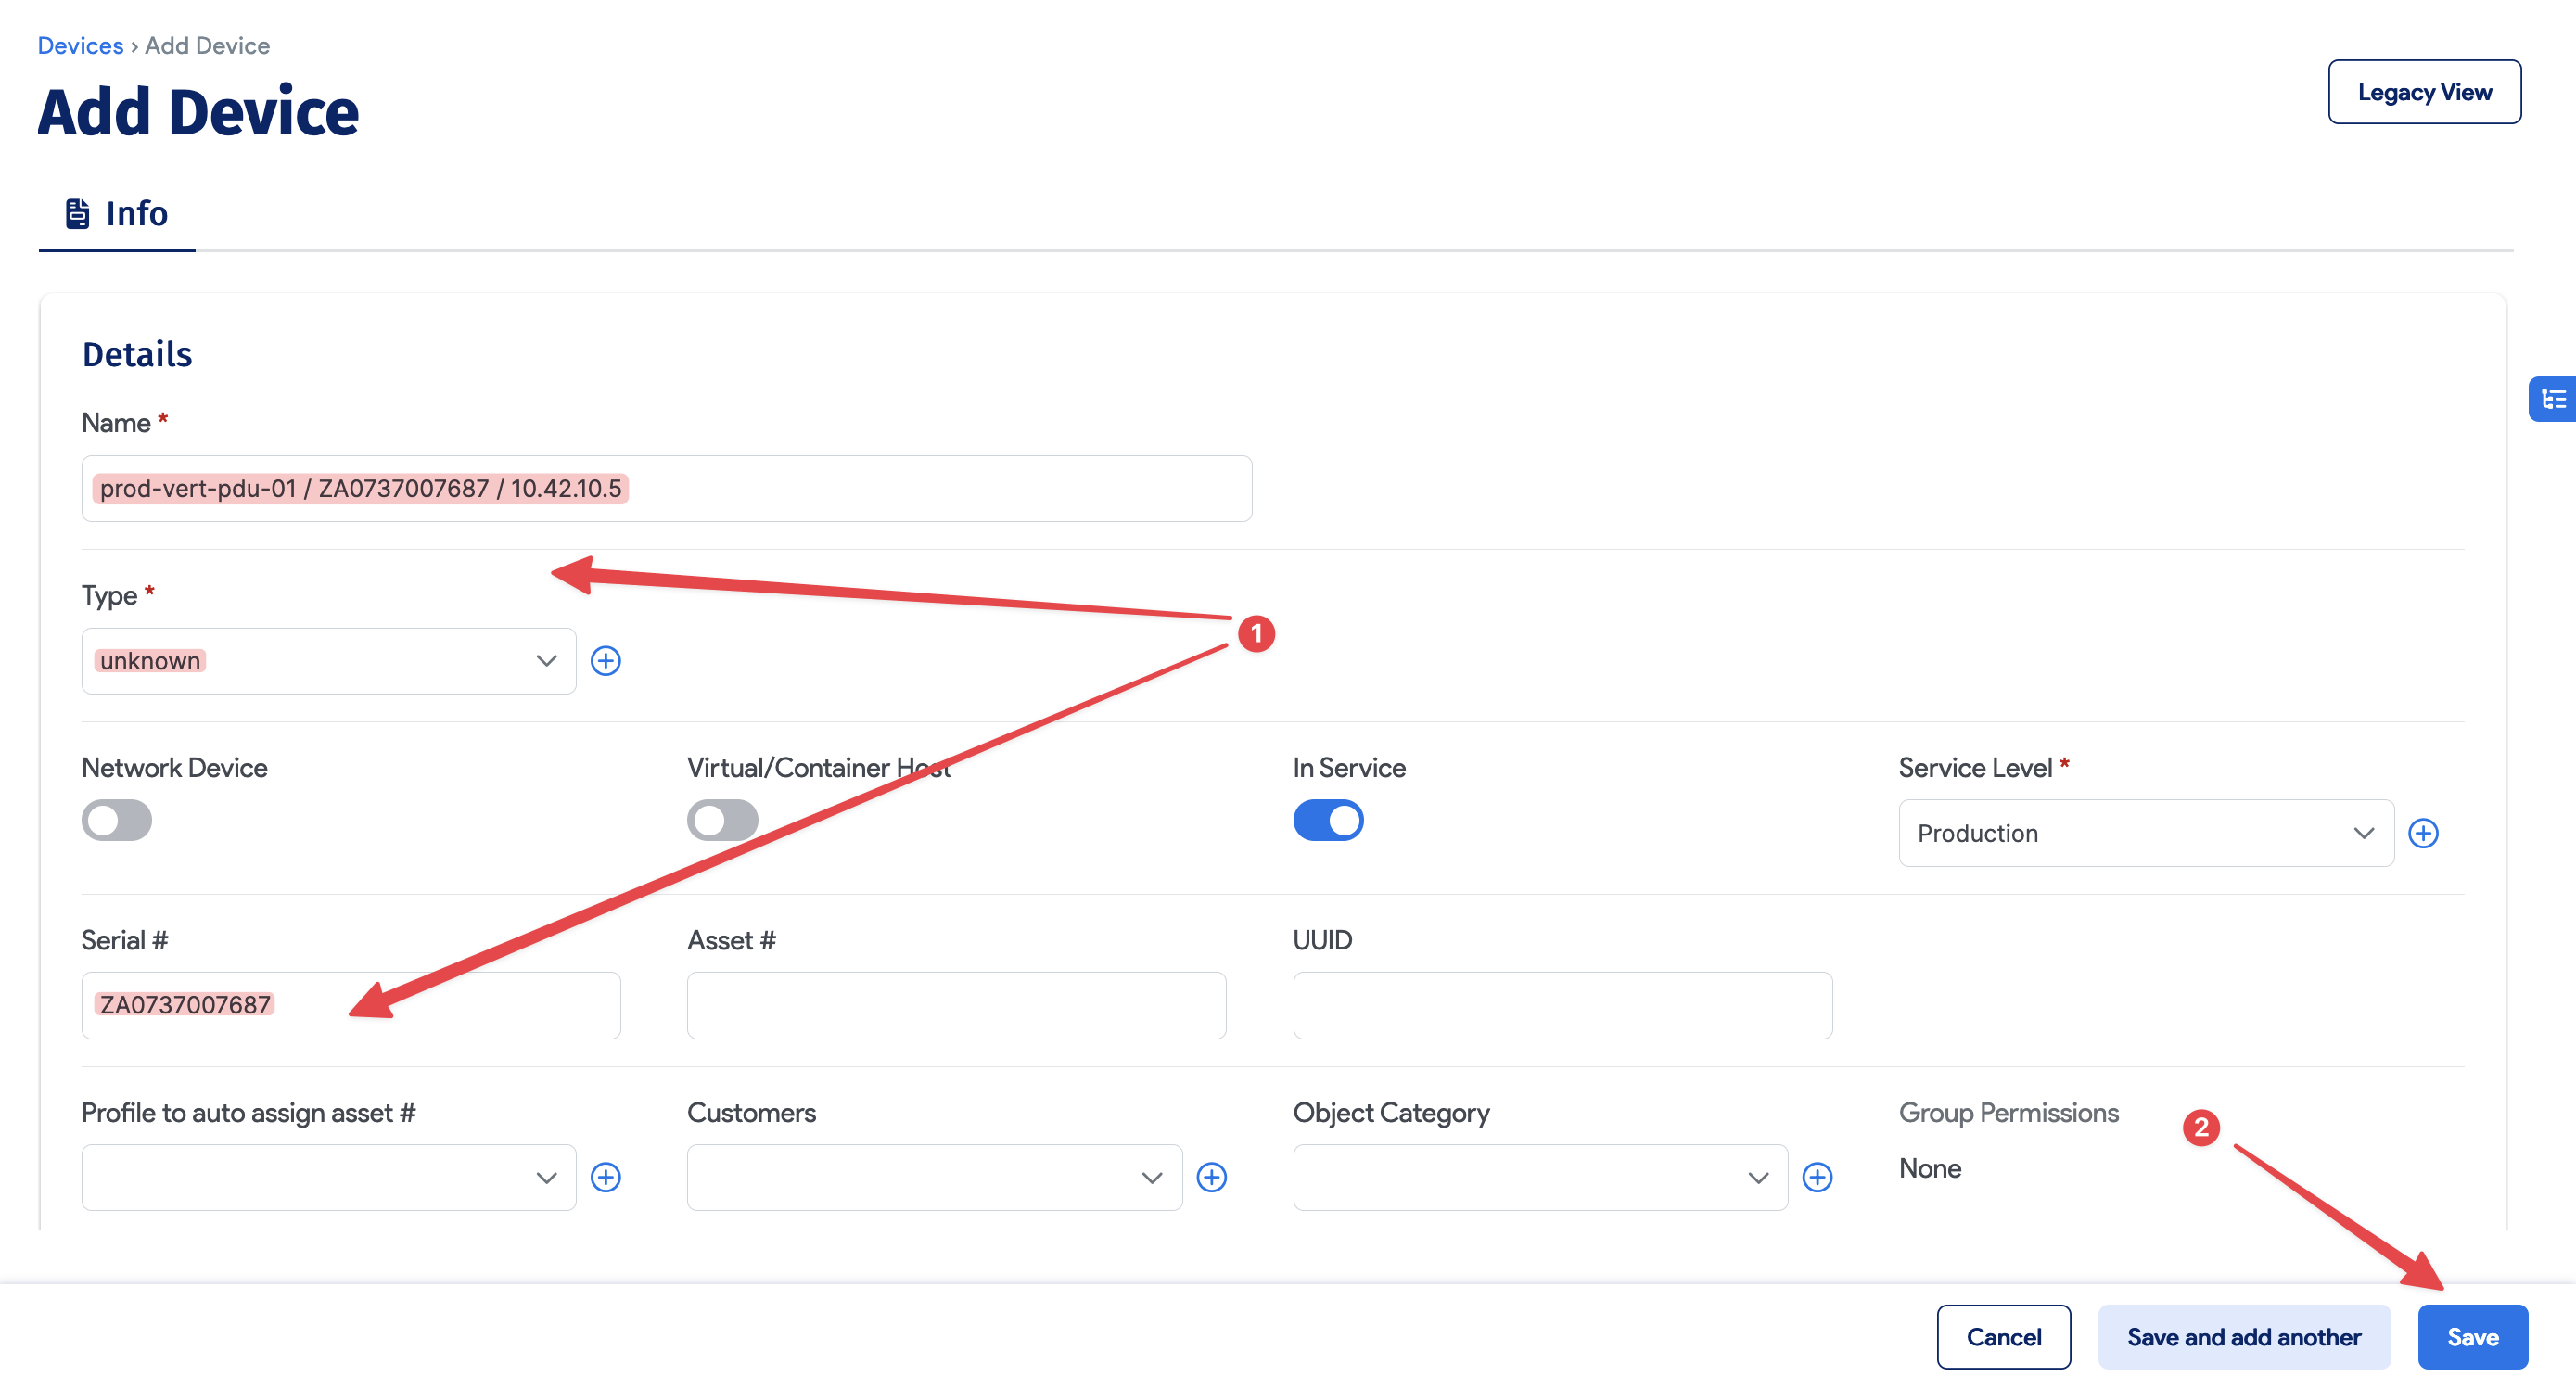 Devices › Add Device
Add Device
Legacy View
Info
Details
Name *
prod-vert-pdu-01 / ZA0737007687 / 10.42.10.5
Type *
unknown
1
Network Device
Virtual/Container Host
In Service
Service Level *
Production
Serial #
Asset #
UUID
ZA0737007687
Profile to auto assign asset #
Customers
Object Category
Group Permissions
2
None
Cancel
Save and add another
Save